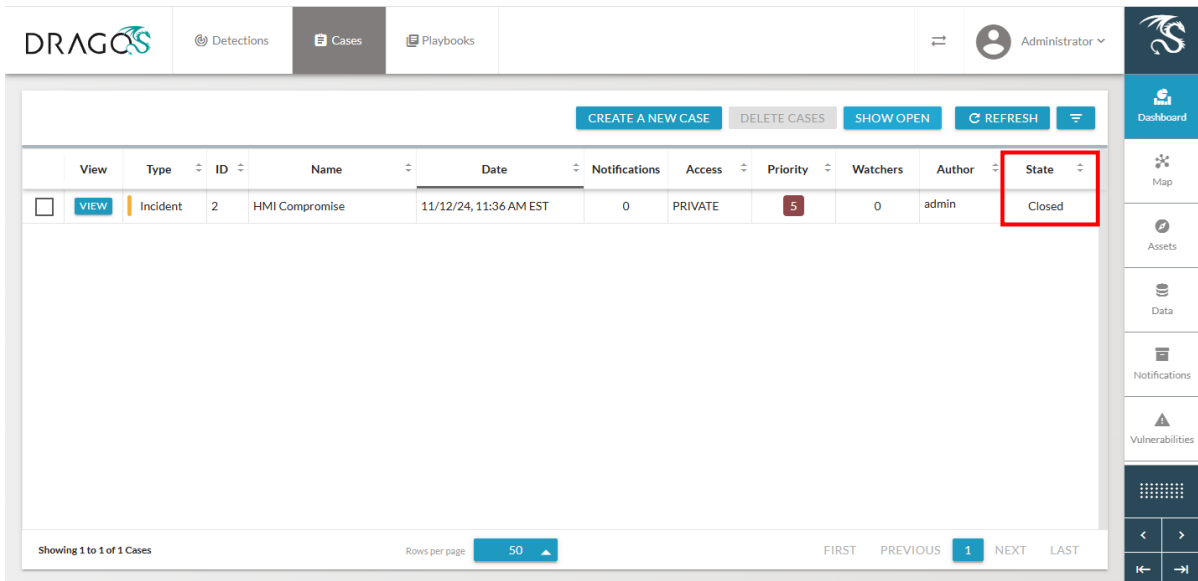 DRAGOS
Detections
Cases
Playbooks
Administrator
CREATE A NEW CASE
DELETE CASES
SHOW OPEN
REFRESH
View Type ID Name Date Notifications Access Priority Watchers Author State
VIEW Incident 2 HMI Compromise 11/12/24, 11:36 AM EST 0 PRIVATE 5 0 admin Closed
Showing 1 to 1 of 1 Cases
Rows per page 50
FIRST PREVIOUS 1 NEXT LAST
Dashboard
Map
Assets
Data
Notifications
Vulnerabilities